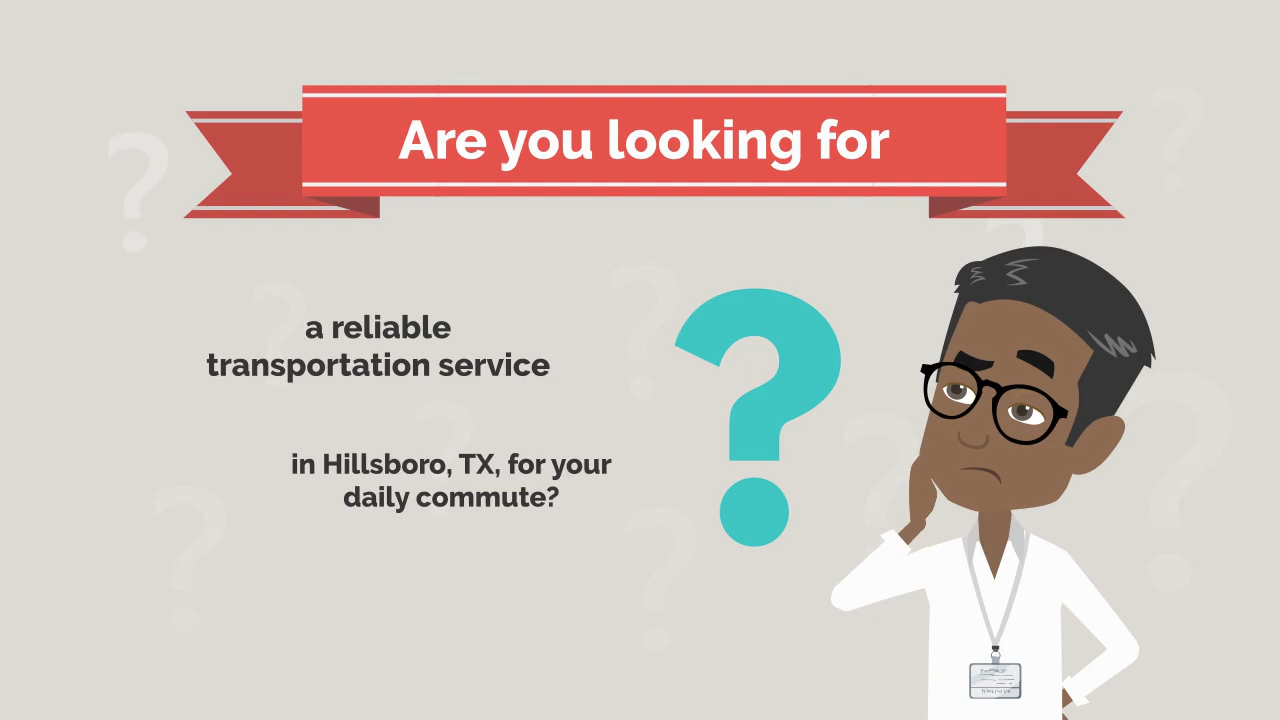 Are you looking for
a reliable
transportation service
in Hillsboro, TX, for your
daily commute?